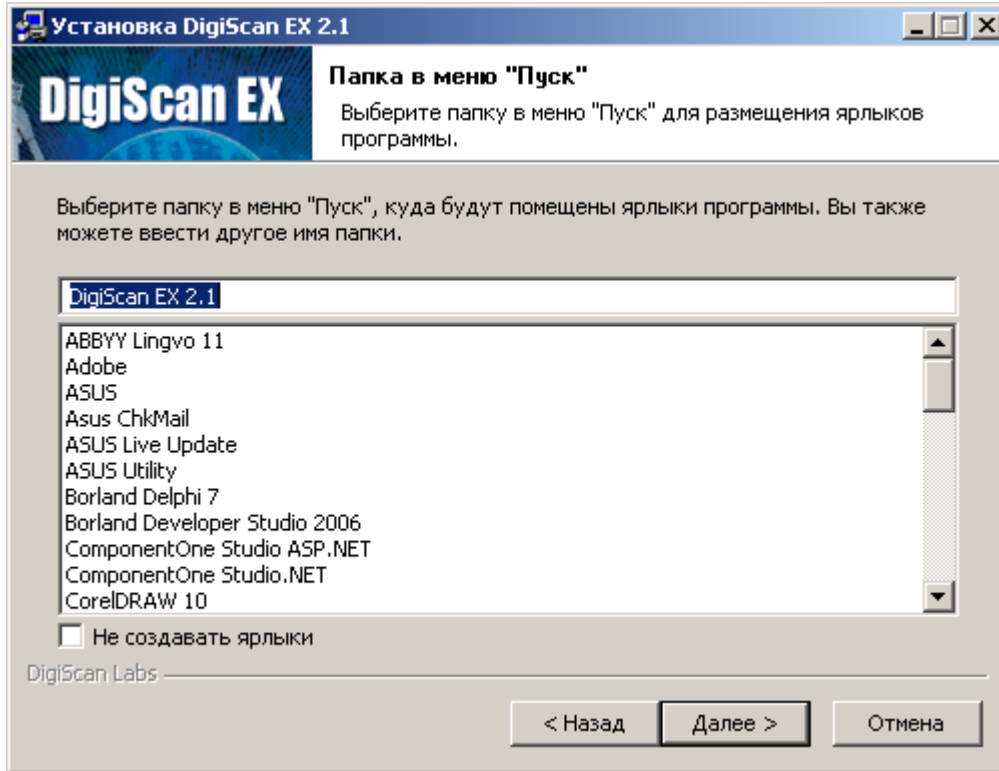 Установка DigiScan EX 2.1
DigiScan EX
Папка в меню "Пуск"
Выберите папку в меню "Пуск" для размещения ярлыков
программы.
Выберите папку в меню "Пуск", куда будут помещены ярлыки программы. Вы также
можете ввести другое имя папки.
DigiScan EX 2.1
ABBYY Lingvo 11
Adobe
ASUS
Asus ChkMail
ASUS Live Update
ASUS Utility
Borland Delphi 7
Borland Developer Studio 2006
ComponentOne Studio ASP.NET
ComponentOne Studio.NET
CorelDRAW 10
Не создавать ярлыки
DigiScan Labs
< Назад
Далее >
Отмена